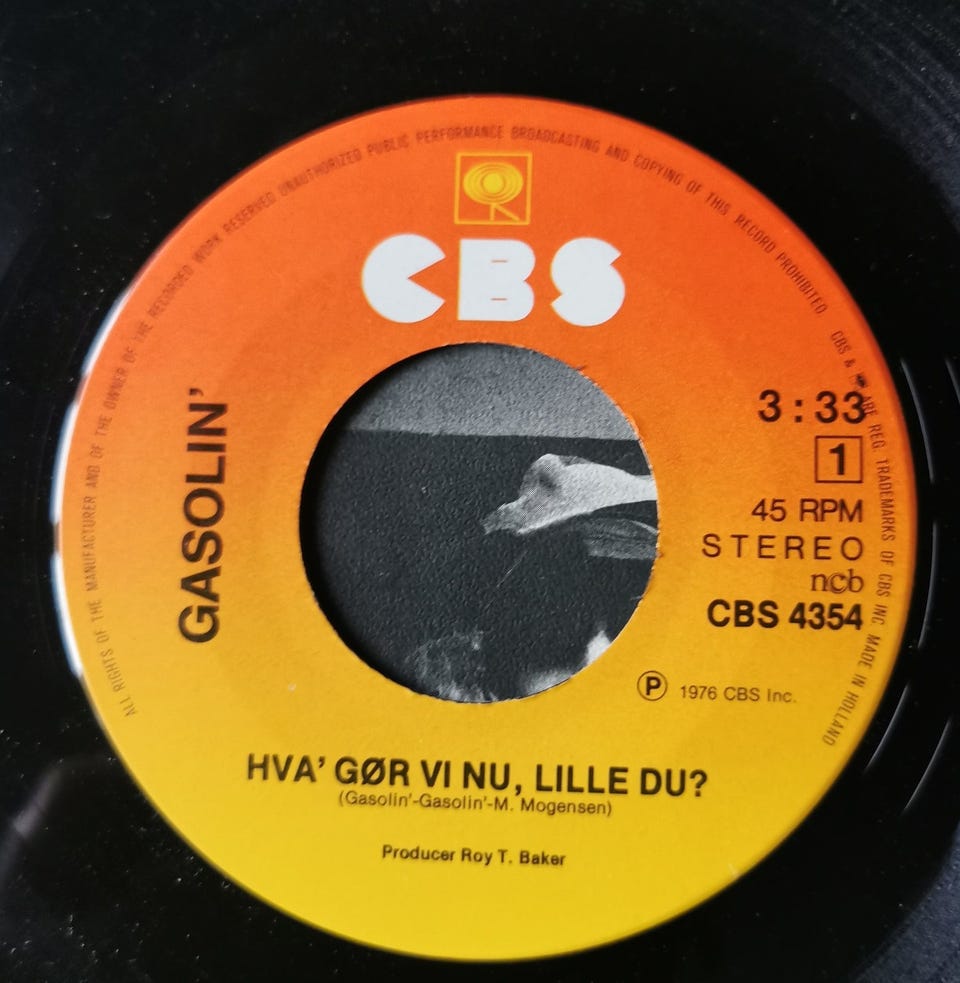 ALL RIGHTS OF THE MANUFACTURER AND OF THE OWNER OF THE RECORDED WORK RESERVED UNAUTHORIZED PUBLIC PERFORMANCE BROADCASTING AND COPYING OF THIS RECORD PROHIBITED. CBS & ARE REG. TRADEMARKS OF CBS INC. MADE IN HOLLAND
CBS
GASOLIN'
3:33
1
45 RPM
STEREO
ncb
CBS 4354
Ⓟ 1976 CBS Inc.
HVA' GØR VI NU, LILLE DU?
(Gasolin'-Gasolin'-M. Mogensen)
Producer Roy T. Baker